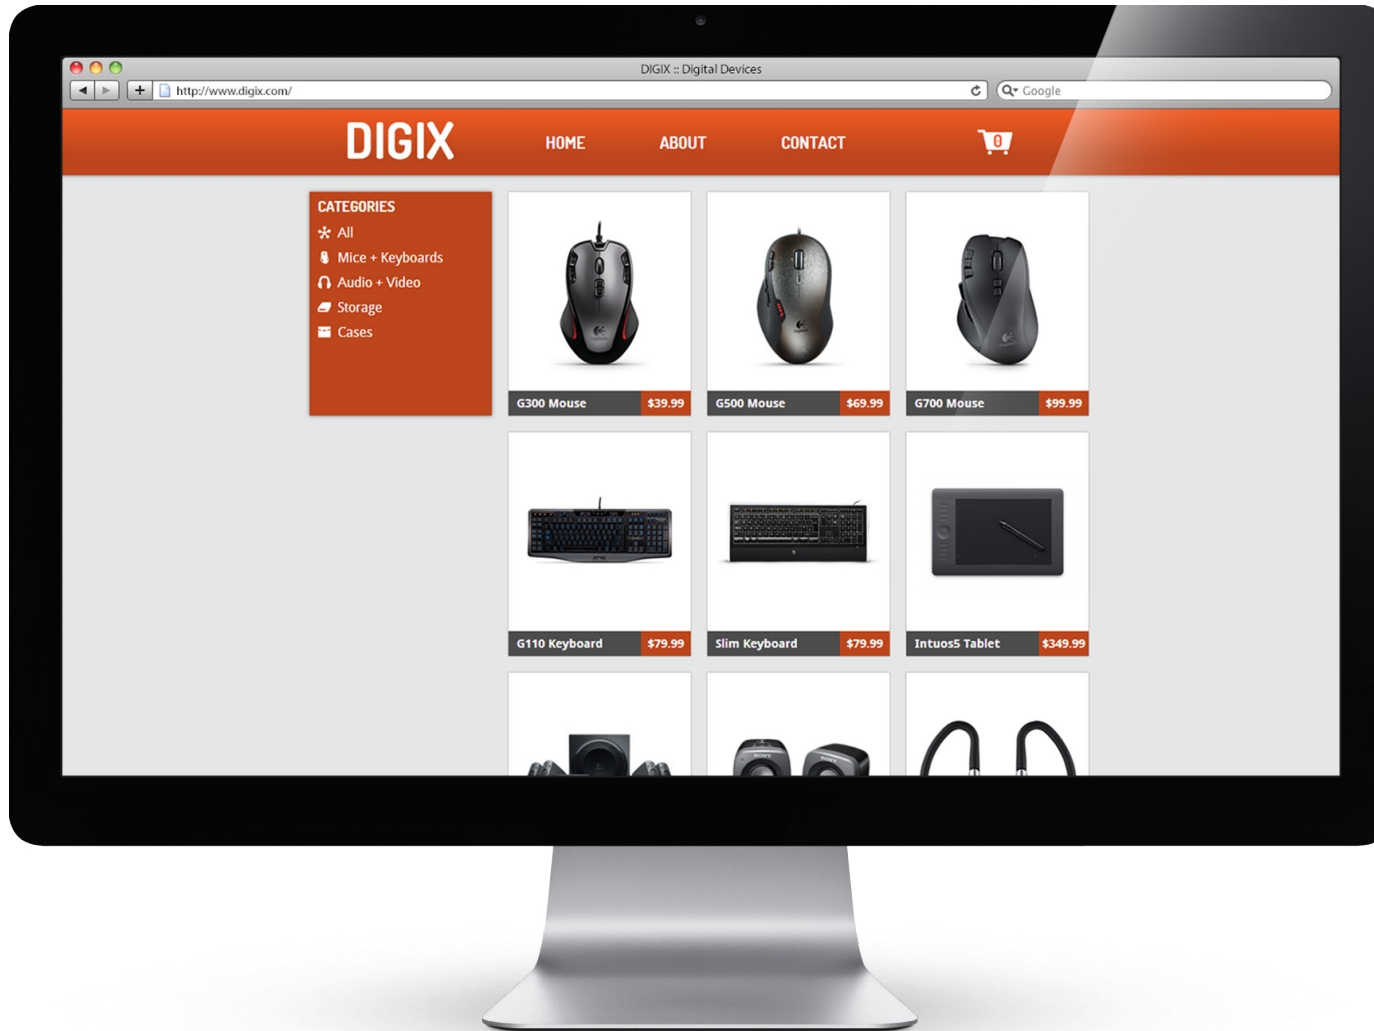 DIGIX :: Digital Devices
http://www.digix.com/
Google
DIGIX
HOME
ABOUT
CONTACT
0
CATEGORIES
All
Mice + Keyboards
Audio + Video
Storage
Cases
G300 Mouse $39.99
G500 Mouse $69.99
G700 Mouse $99.99
G110 Keyboard $79.99
Slim Keyboard $79.99
Intuos5 Tablet $349.99
SONY
SONY